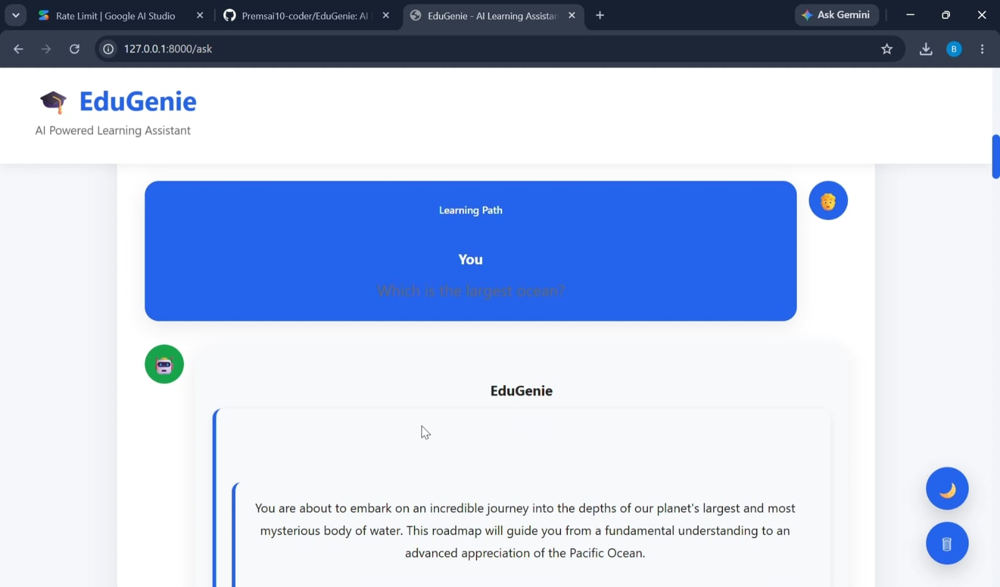 Rate Limit | Google AI Studio
Premsai10-coder/EduGenie: AI
EduGenie - AI Learning Assistan
Ask Gemini
127.0.0.1:8000/ask
B
EduGenie
AI Powered Learning Assistant
Learning Path
You
Which is the largest ocean?
EduGenie
You are about to embark on an incredible journey into the depths of our planet's largest and most
mysterious body of water. This roadmap will guide you from a fundamental understanding to an
advanced appreciation of the Pacific Ocean.